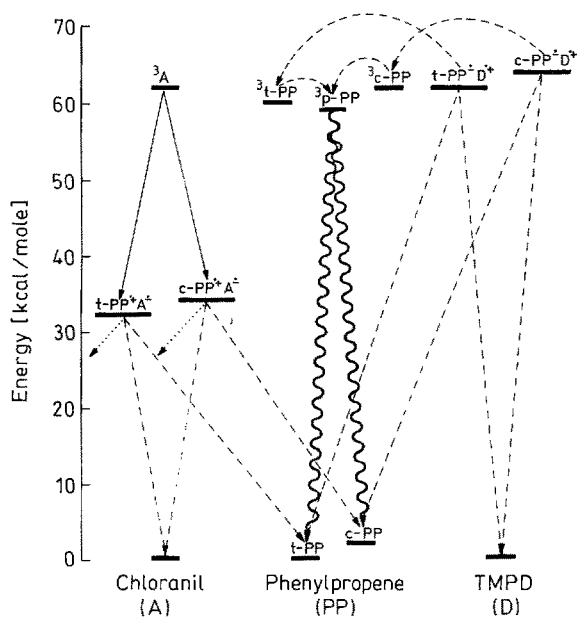 70
60
50
40
30
20
10
0
Energy [kcal/mole]
³A
³t-PP
³p-PP
³c-PP
t-PP⨪D⨥
c-PP⨪D⨥
t-PP⨥A⨪
c-PP⨥A⨪
t-PP
c-PP
Chloranil
(A)
Phenylpropene
(PP)
TMPD
(D)